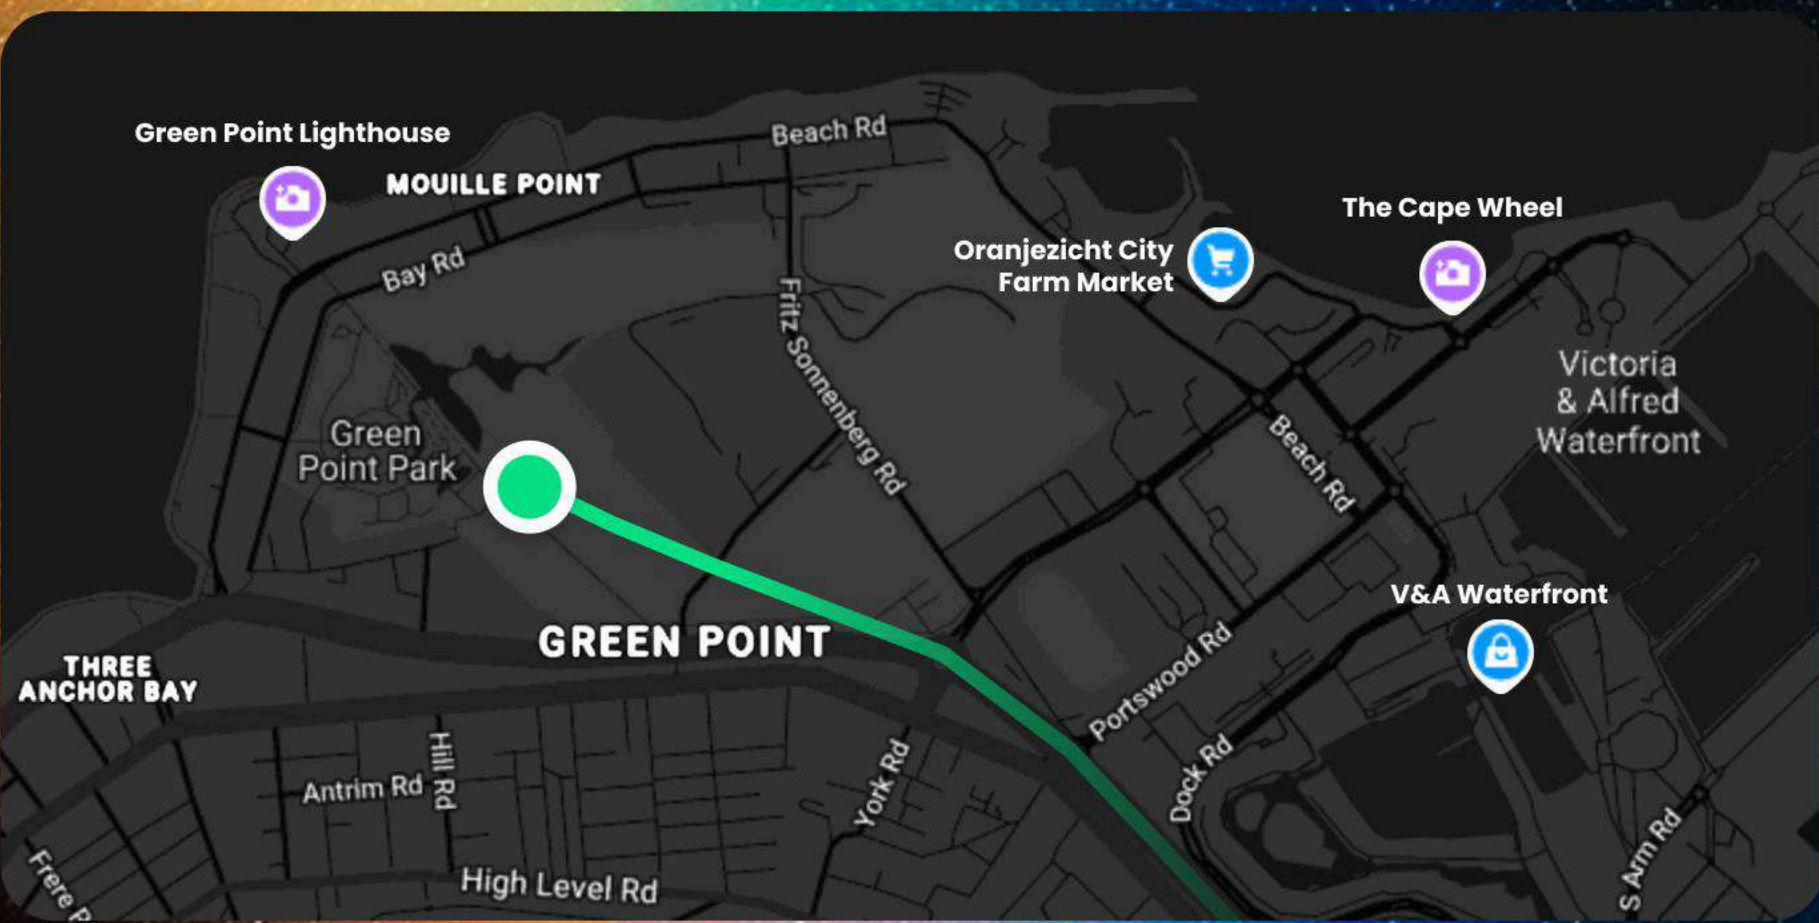 Green Point Lighthouse
MOUILLE POINT
Beach Rd
Bay Rd
The Cape Wheel
Oranjezicht City
Farm Market
Fritz Sonnenberg Rd
Victoria
& Alfred
Waterfront
Green
Point Park
Beach Rd
V&A Waterfront
GREEN POINT
THREE
ANCHOR BAY
Portswood Rd
Hill Rd
Antrim Rd
York Rd
Dock Rd
S Arm Rd
High Level Rd
Frere